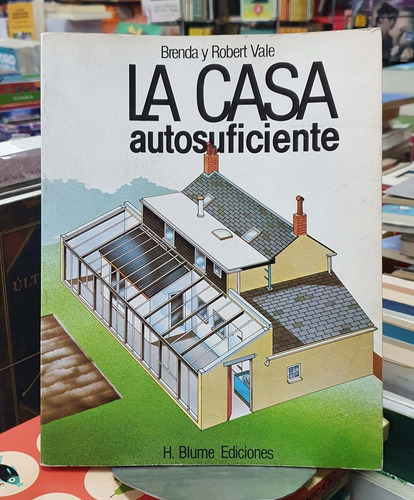 Brenda y Robert Vale
LA CASA
autosuficiente
H. Blume Ediciones